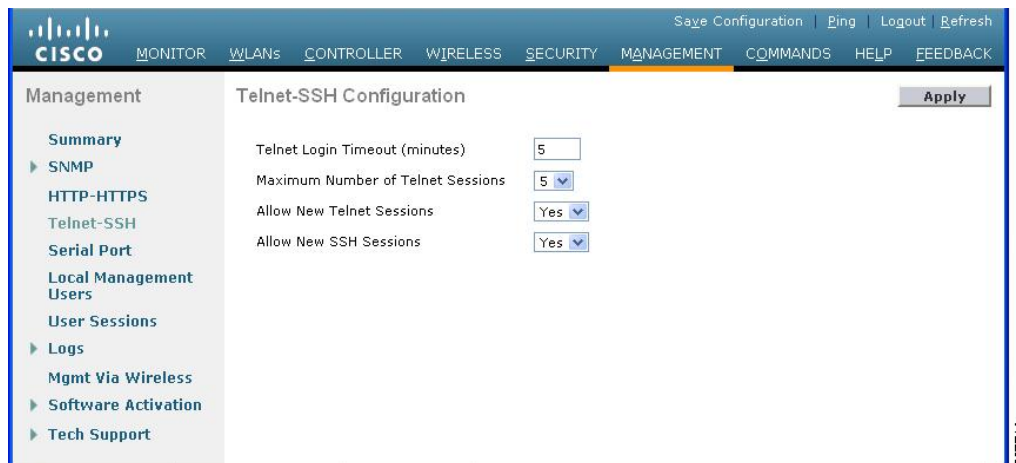 Save Configuration | Ping | Logout | Refresh
CISCO MONITOR WLANs CONTROLLER WIRELESS SECURITY MANAGEMENT COMMANDS HELP FEEDBACK
Management
Summary
SNMP
HTTP-HTTPS
Telnet-SSH
Serial Port
Local Management
Users
User Sessions
Logs
Mgmt Via Wireless
Software Activation
Tech Support
Telnet-SSH Configuration
Apply
Telnet Login Timeout (minutes) 5
Maximum Number of Telnet Sessions 5
Allow New Telnet Sessions Yes
Allow New SSH Sessions Yes